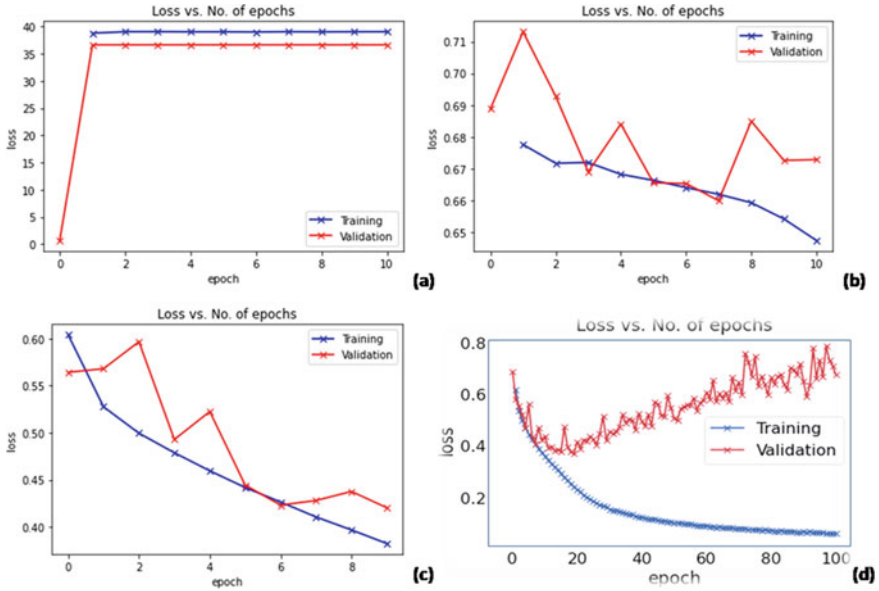 Loss vs. No. of epochs
40
35
30
25
20
15
10
5
0
loss
Training
Validation
0 2 4 6 8 10
epoch
(a)
Loss vs. No. of epochs
0.71
0.70
0.69
0.68
0.67
0.66
0.65
loss
Training
Validation
0 2 4 6 8 10
epoch
(b)
Loss vs. No. of epochs
0.60
0.55
0.50
0.45
0.40
loss
Training
Validation
0 2 4 6 8
epoch
(c)
Loss vs. No. of epochs
0.8
0.6
0.4
0.2
loss
Training
Validation
0 20 40 60 80 100
epoch
(d)